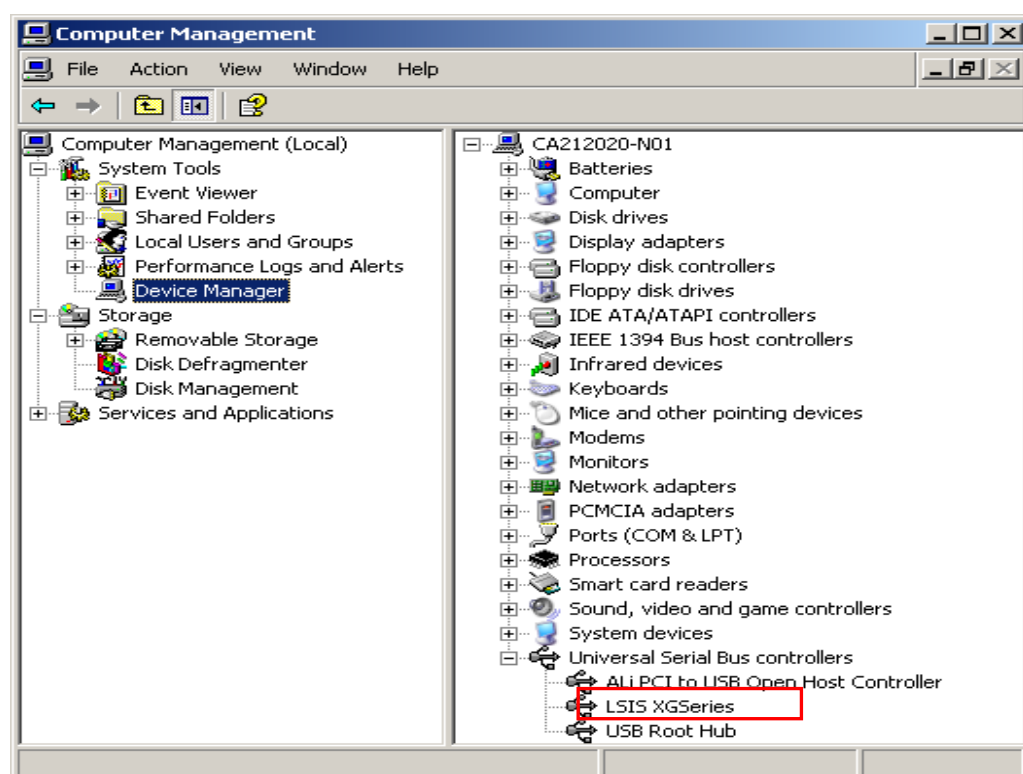 Computer Management
File Action View Window Help
Computer Management (Local)
System Tools
Event Viewer
Shared Folders
Local Users and Groups
Performance Logs and Alerts
Device Manager
Storage
Removable Storage
Disk Defragmenter
Disk Management
Services and Applications
CA212020-N01
Batteries
Computer
Disk drives
Display adapters
Floppy disk controllers
Floppy disk drives
IDE ATA/ATAPI controllers
IEEE 1394 Bus host controllers
Infrared devices
Keyboards
Mice and other pointing devices
Modems
Monitors
Network adapters
PCMCIA adapters
Ports (COM & LPT)
Processors
Smart card readers
Sound, video and game controllers
System devices
Universal Serial Bus controllers
ALi PCI to USB Open Host Controller
LSIS XGSeries
USB Root Hub